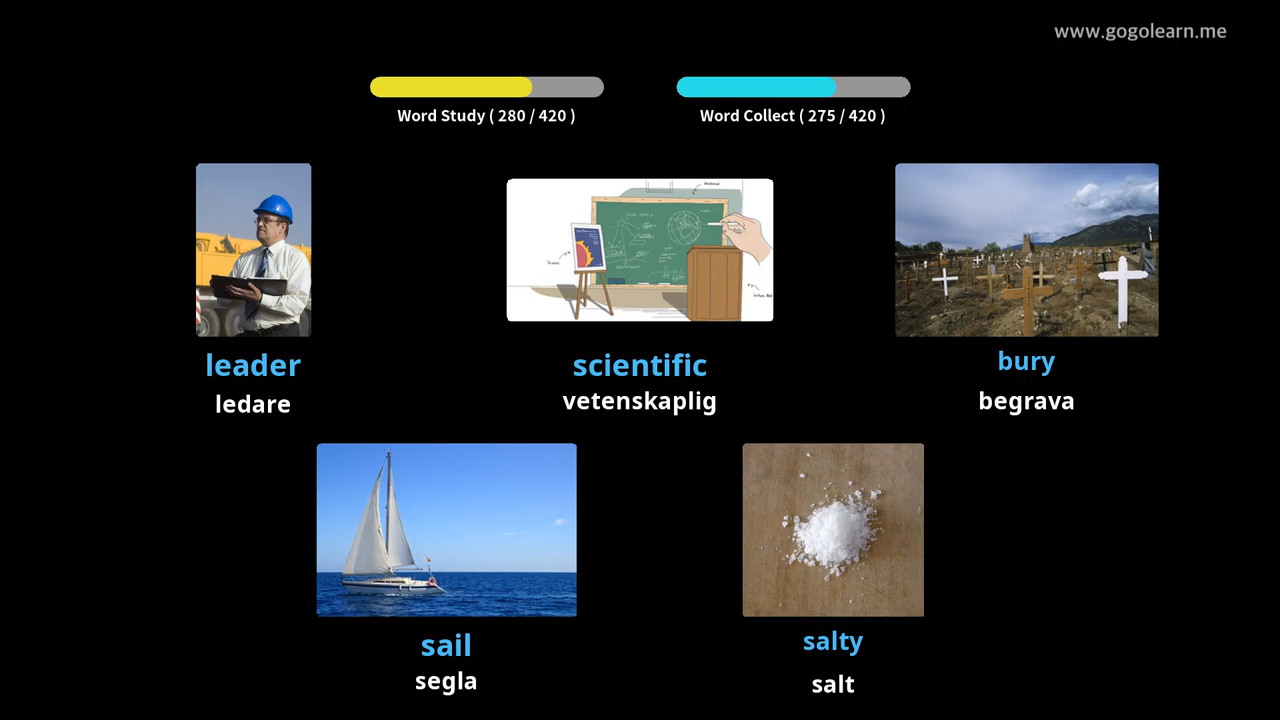 www.gogolearn.me
Word Study ( 280 / 420 )
Word Collect ( 275 / 420 )
leader
ledare
scientific
vetenskaplig
bury
begrava
sail
segla
salty
salt